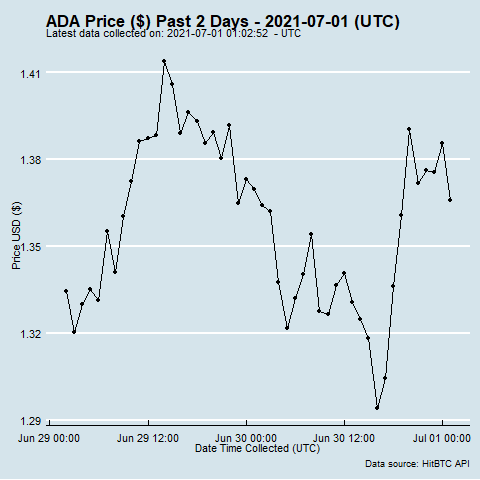 ADA Price ($) Past 2 Days - 2021-07-01 (UTC)
Latest data collected on: 2021-07-01 01:02:52 - UTC
1.41
1.38
1.35
1.32
1.29
Price USD ($)
Jun 29 00:00 Jun 29 12:00 Jun 30 00:00 Jun 30 12:00 Jul 01 00:00
Date Time Collected (UTC)
Data source: HitBTC API